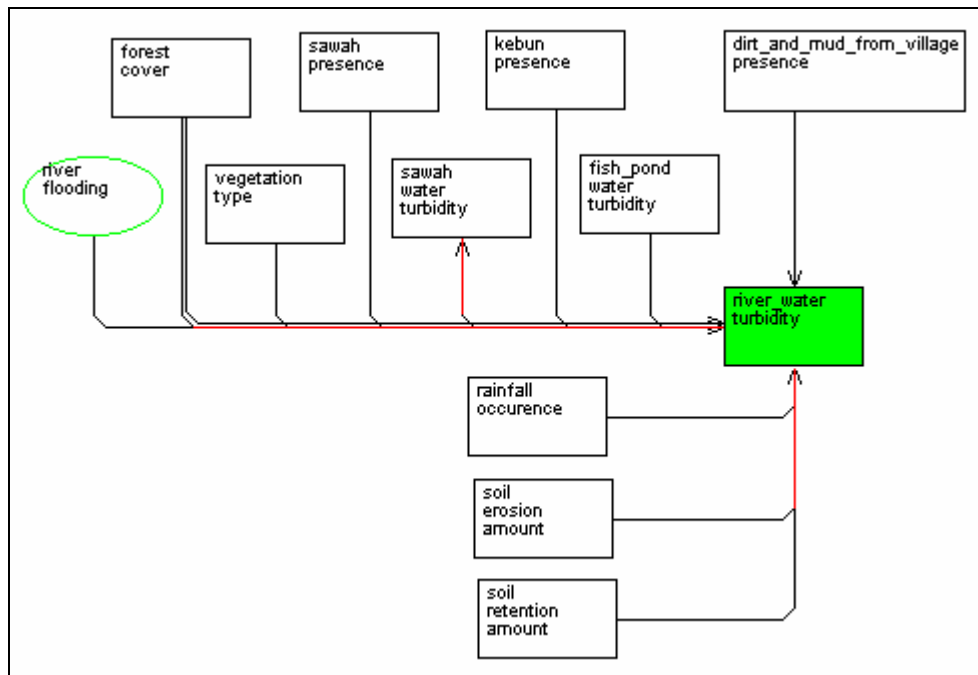 forest
cover
sawah
presence
kebun
presence
dirt_and_mud_from_village
presence
river
flooding
vegetation
type
sawah
water
turbidity
fish_pond
water
turbidity
river_water
turbidity
rainfall
occurence
soil
erosion
amount
soil
retention
amount